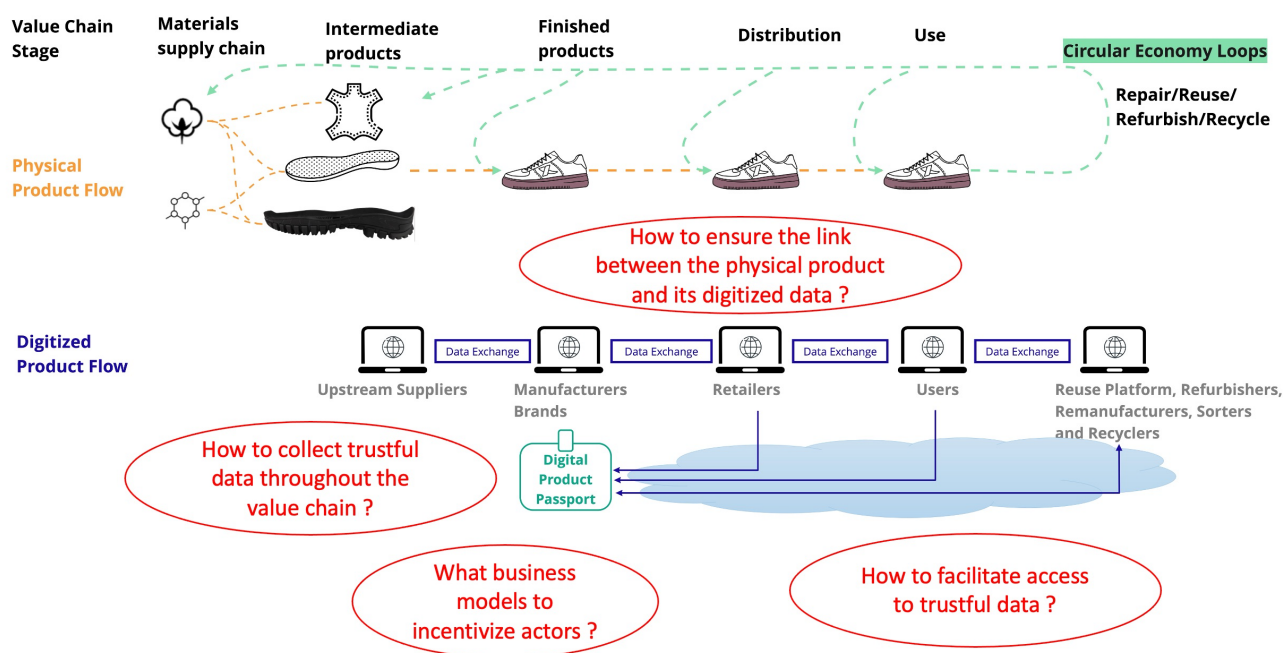 Value Chain
Stage
Materials
supply chain
Intermediate
products
Finished
products
Distribution
Use
Circular Economy Loops
Repair/Reuse/
Refurbish/Recycle
Physical
Product Flow
How to ensure the link
between the physical product
and its digitized data ?
Digitized
Product Flow
Data Exchange
Data Exchange
Data Exchange
Data Exchange
Upstream Suppliers
Manufacturers
Brands
Retailers
Users
Reuse Platform, Refurbishers,
Remanufacturers, Sorters
and Recyclers
How to collect trustful
data throughout the
value chain ?
Digital
Product
Passport
What business
models to
incentivize actors ?
How to facilitate access
to trustful data ?